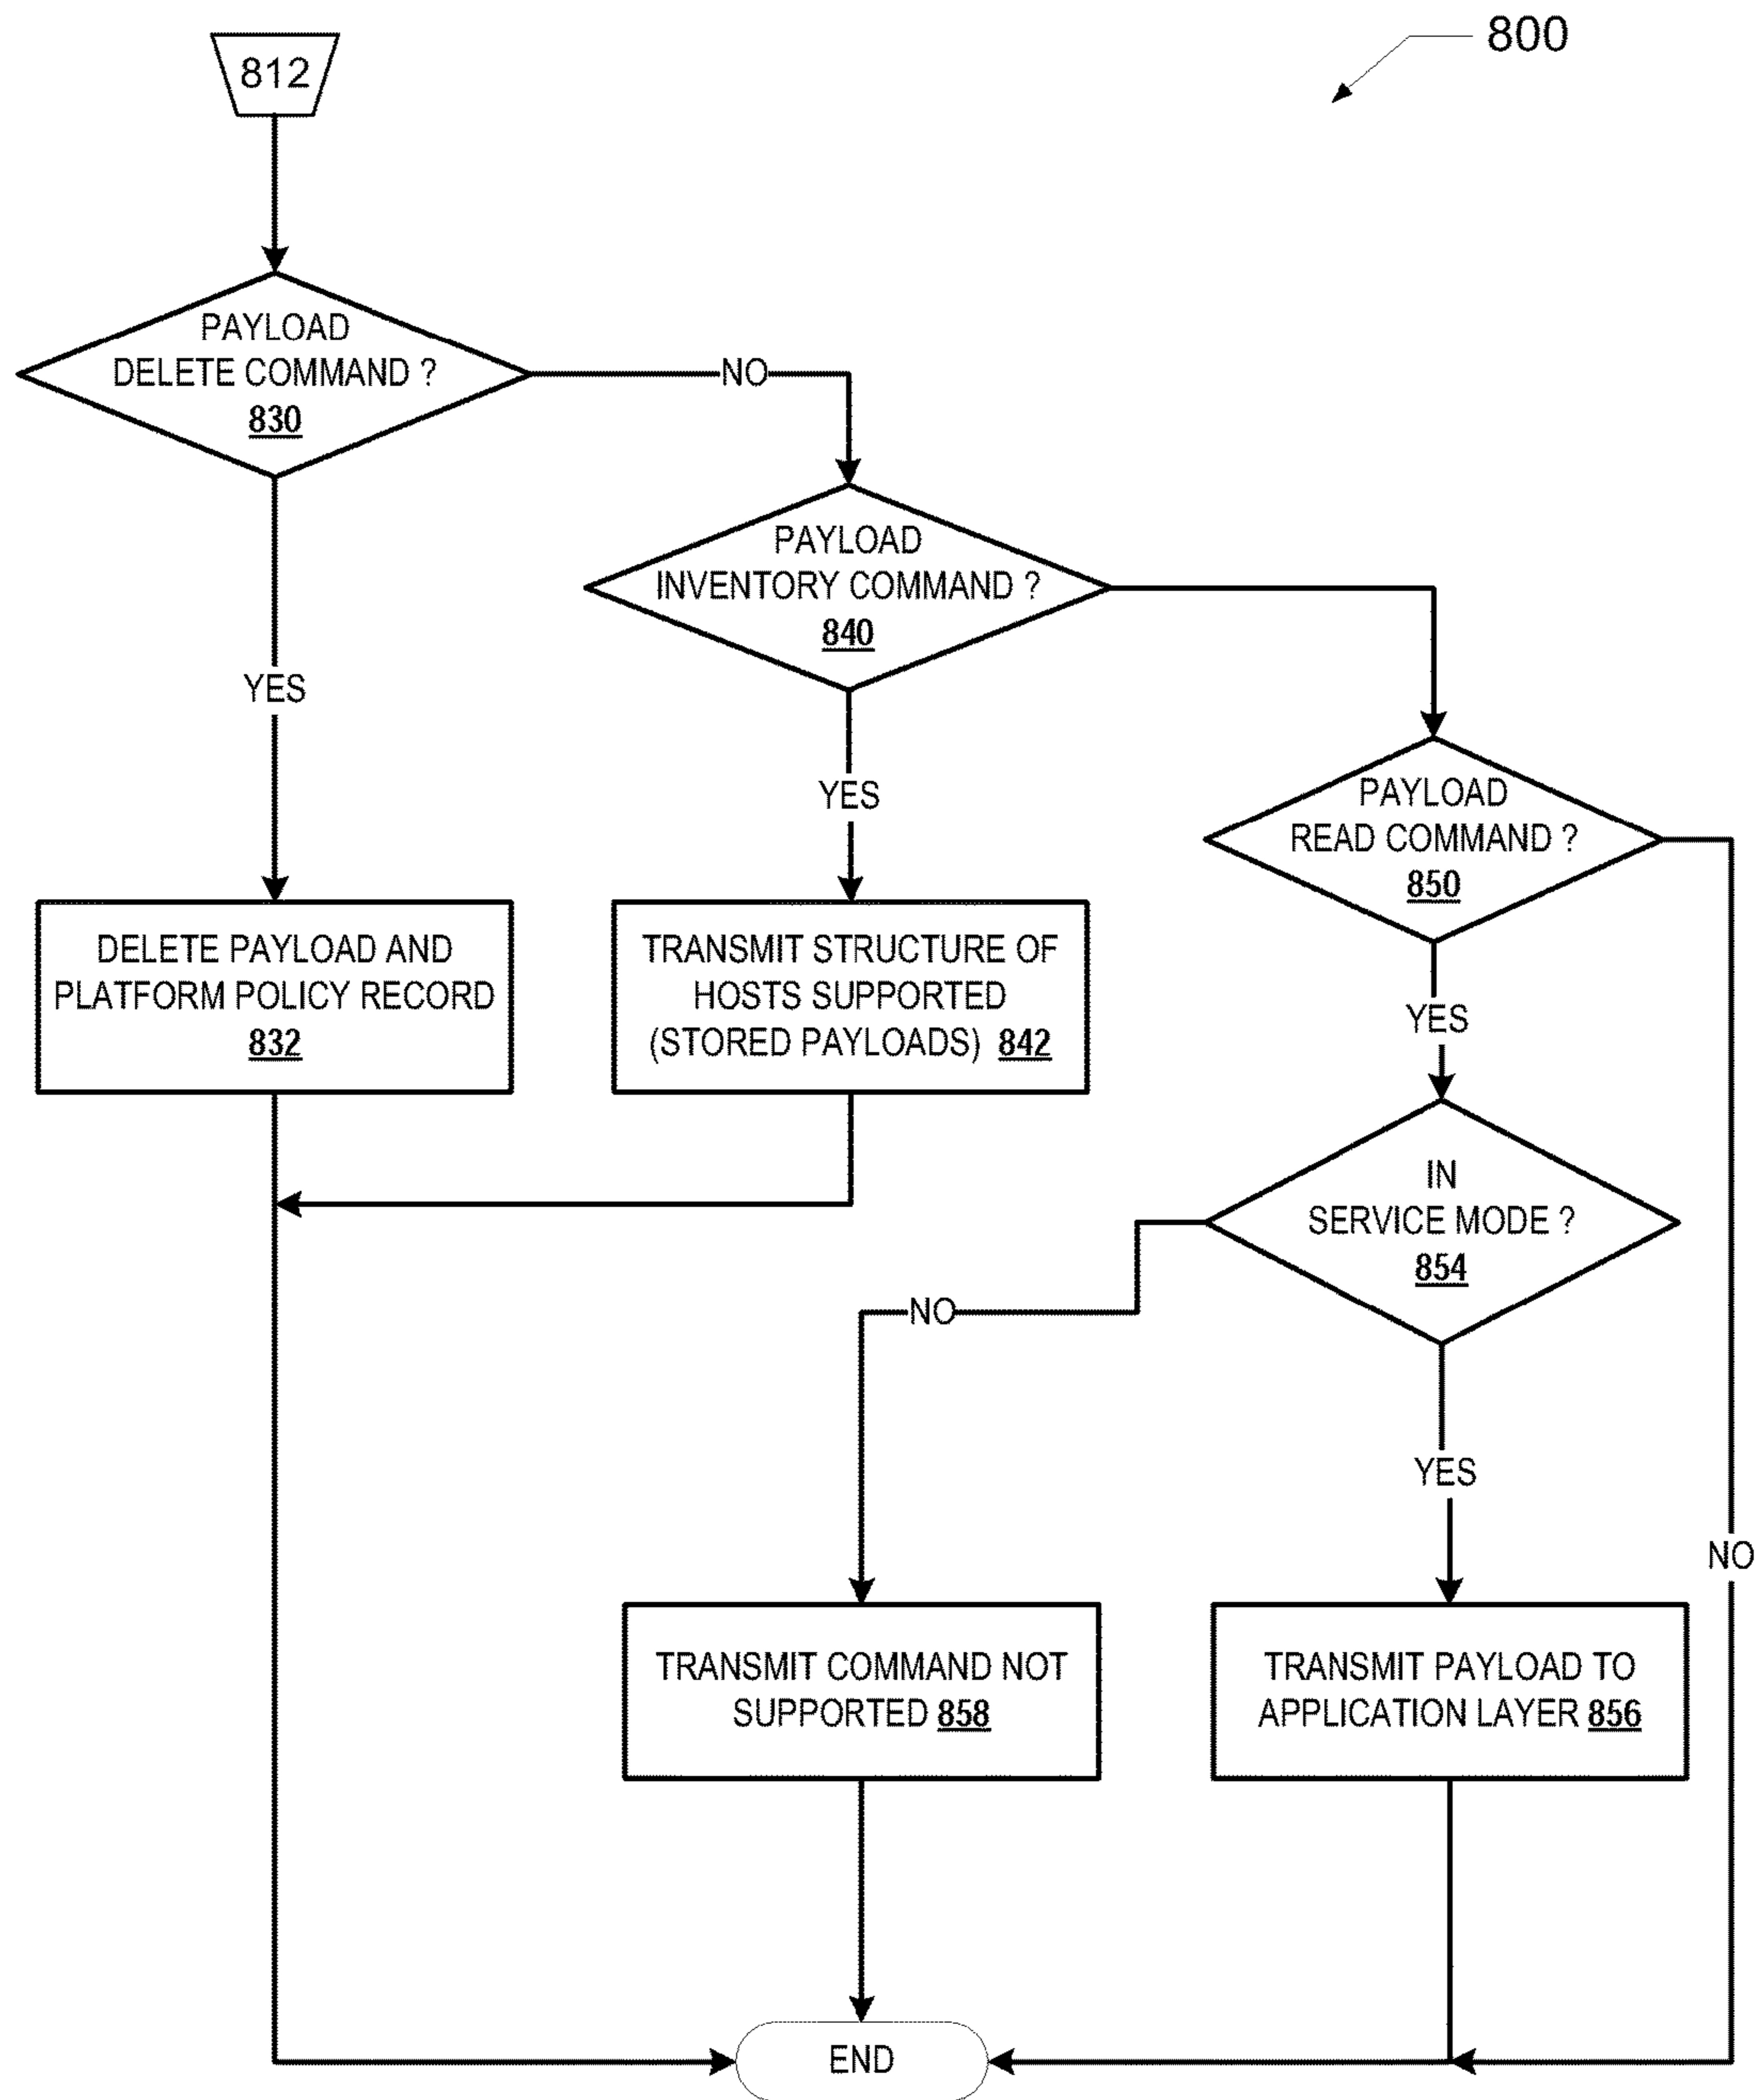 800
812
PAYLOAD
DELETE COMMAND ?
830
NO
PAYLOAD
INVENTORY COMMAND ?
840
YES
YES
PAYLOAD
READ COMMAND ?
850
DELETE PAYLOAD AND
PLATFORM POLICY RECORD
832
TRANSMIT STRUCTURE OF
HOSTS SUPPORTED
(STORED PAYLOADS) 842
YES
IN
SERVICE MODE ?
854
NO
YES
NO
TRANSMIT COMMAND NOT
SUPPORTED 858
TRANSMIT PAYLOAD TO
APPLICATION LAYER 856
END